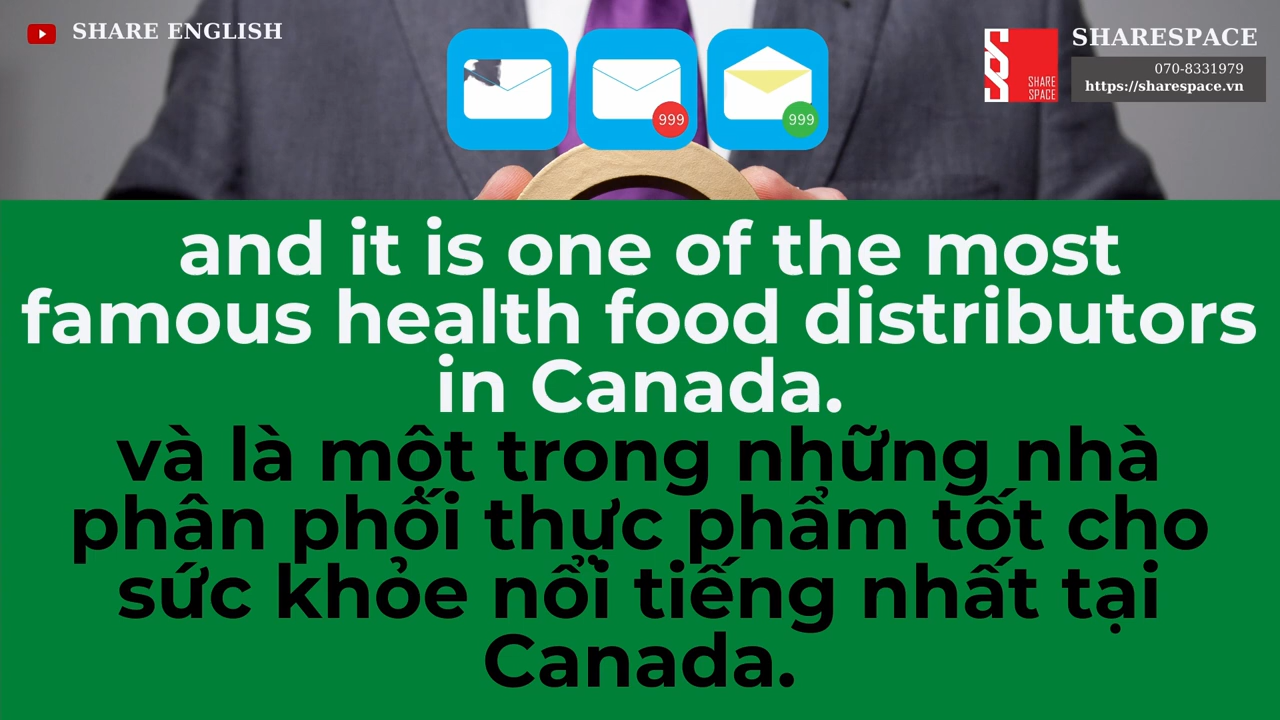 SHARE ENGLISH
SHARESPACE
070-8331979
https://sharespace.vn
SHARE
SPACE
999
999
and it is one of the most
famous health food distributors
in Canada.
và là một trong những nhà
phân phối thực phẩm tốt cho
sức khỏe nổi tiếng nhất tại
Canada.